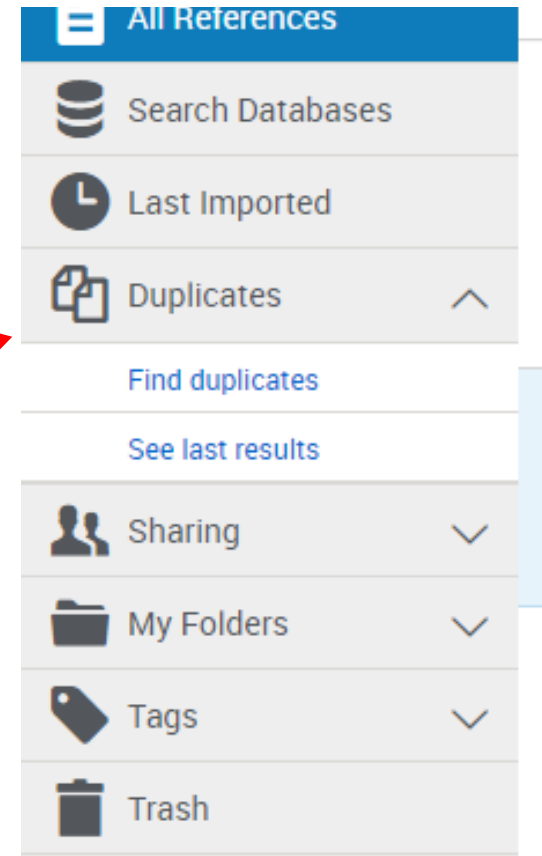 All References
Search Databases
Last Imported
Duplicates
Find duplicates
See last results
Sharing
My Folders
Tags
Trash